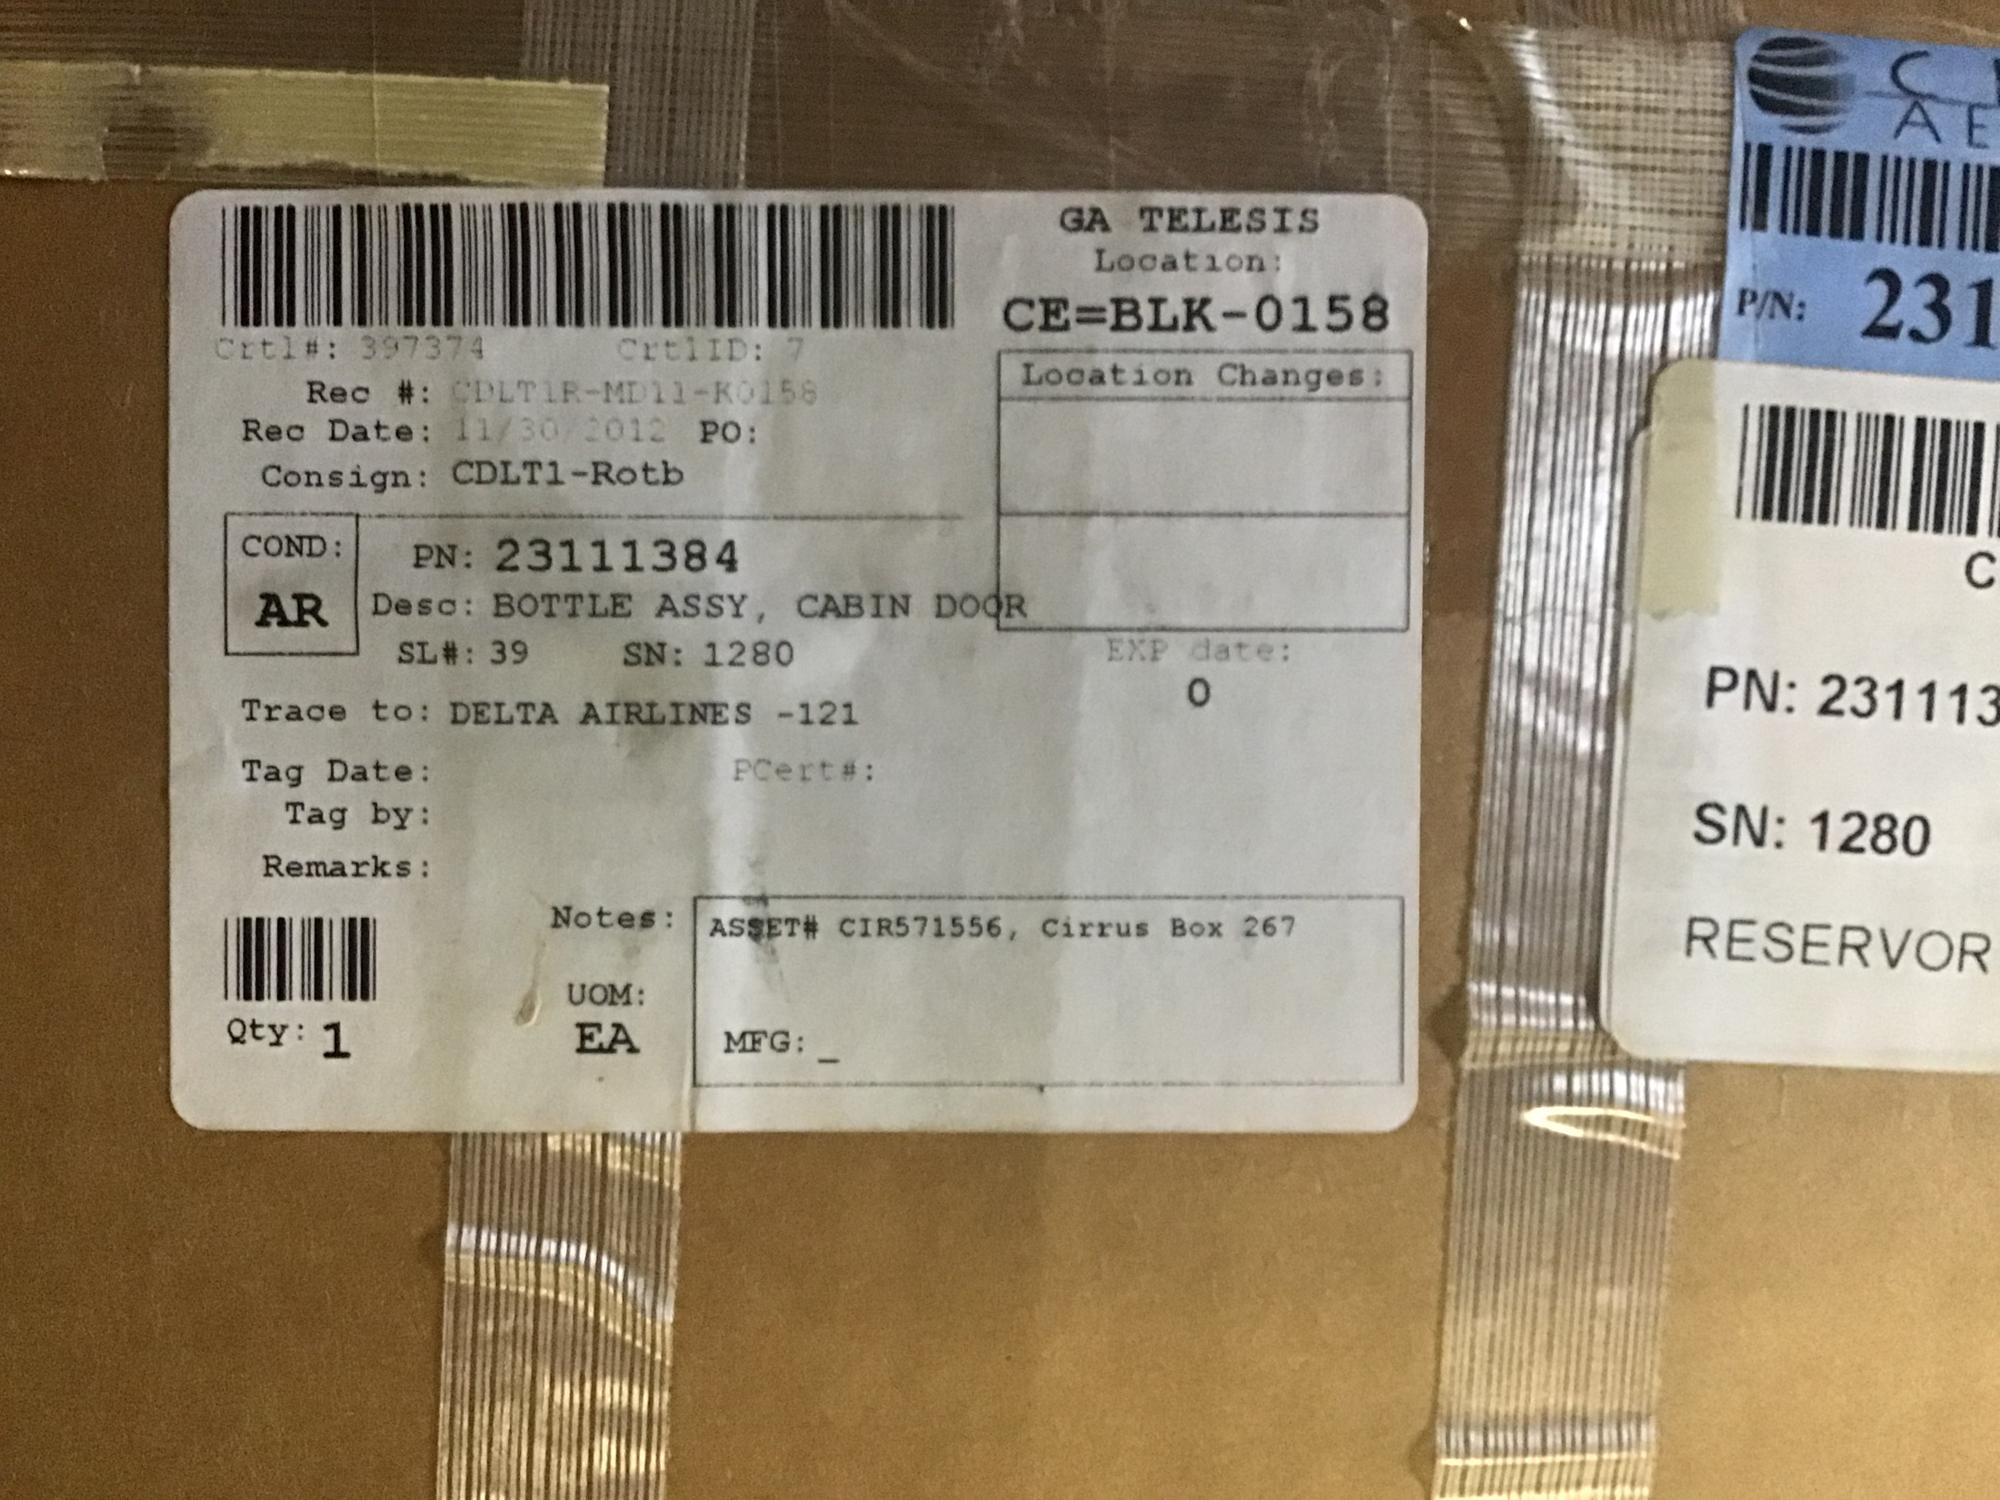 GA TELESIS
Location:
CE=BLK-0158
Location Changes:
Crtl#: 397374 CrtlID: 7
Rec #: CDLT1R-MD11-K0158
Rec Date: 11/30/2012 PO:
Consign: CDLT1-Rotb
COND:
AR
PN: 23111384
Desc: BOTTLE ASSY, CABIN DOOR
SL#: 39 SN: 1280
EXP date:
0
Trace to: DELTA AIRLINES -121
Tag Date: PCert#:
Tag by:
Remarks:
Notes: ASSET# CIR571556, Cirrus Box 267
UOM:
EA
MFG: _
Qty: 1
C
AE
P/N: 231
C
PN: 231113
SN: 1280
RESERVOR